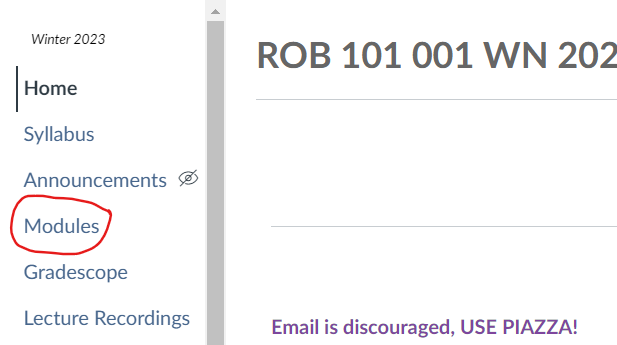 Winter 2023
Home
Syllabus
Announcements
Modules
Gradescope
Lecture Recordings
ROB 101 001 WN 202
Email is discouraged, USE PIAZZA!